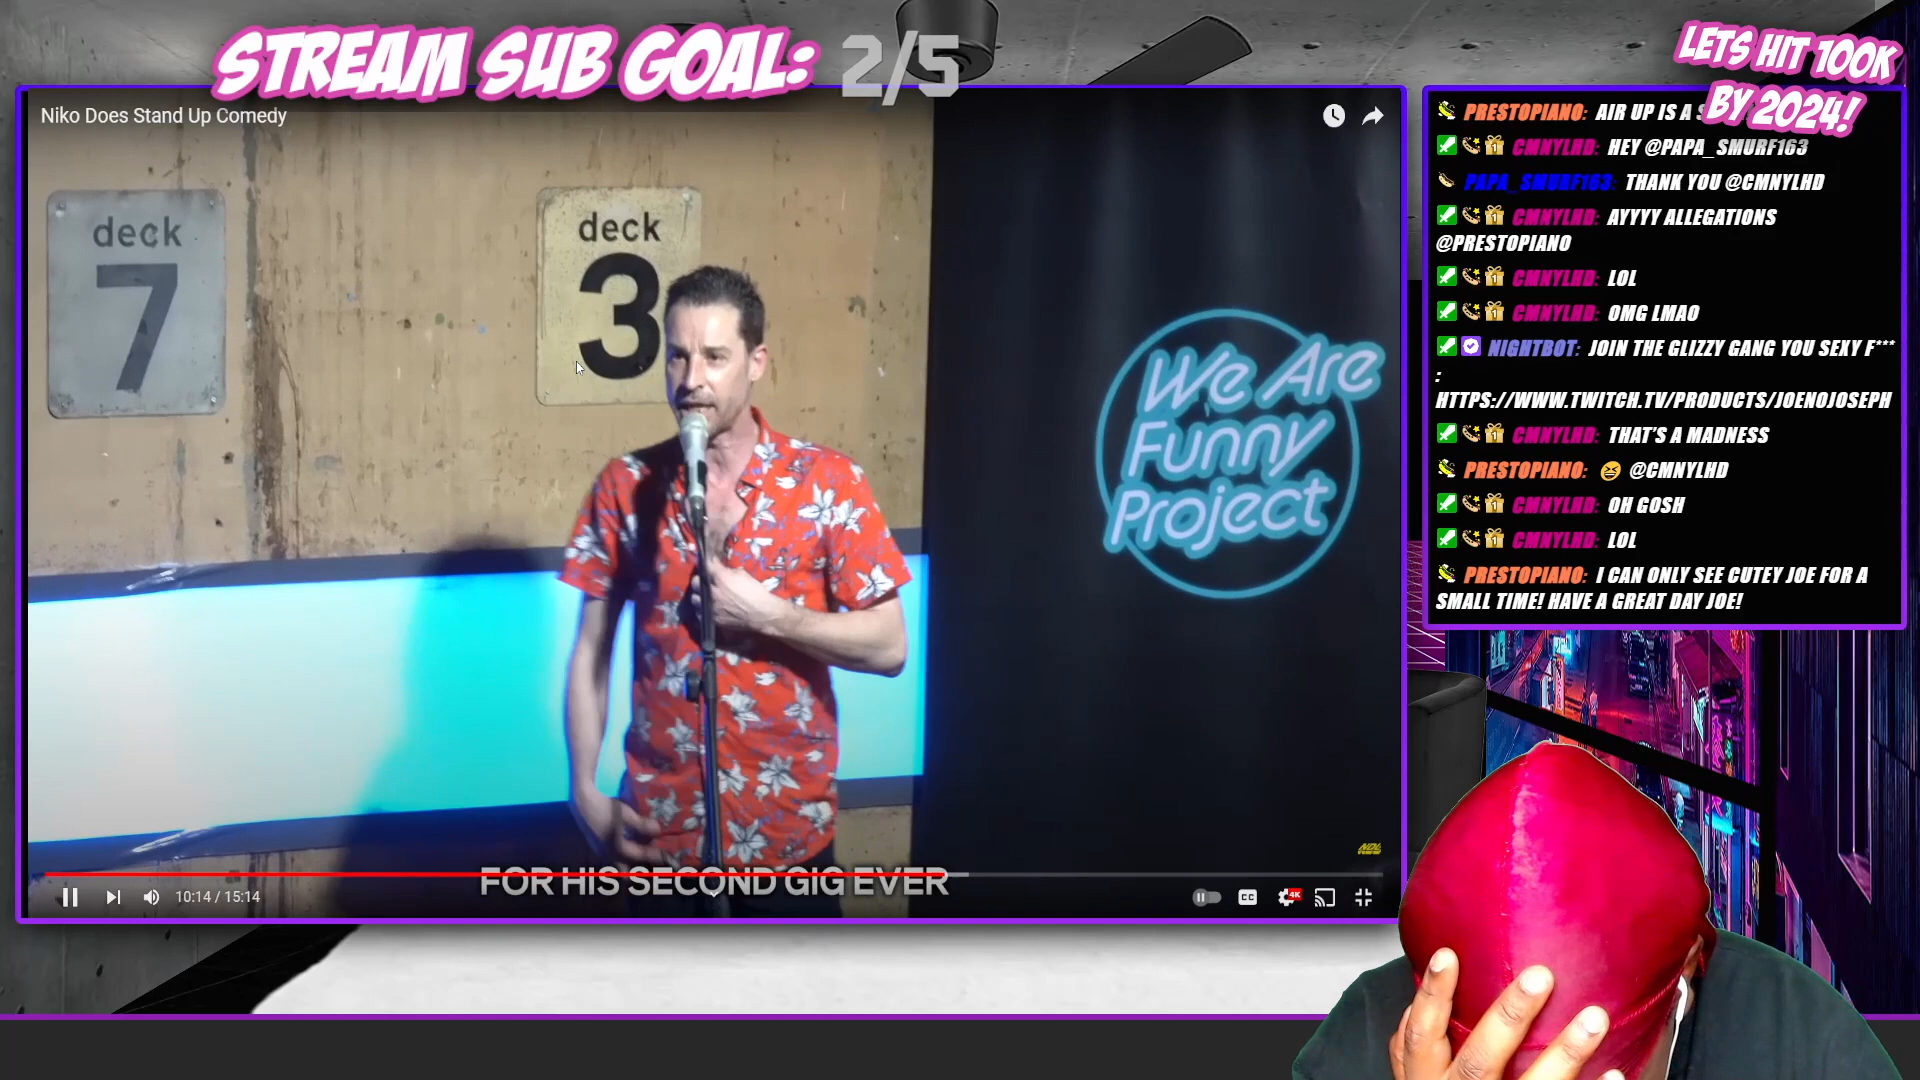 STREAM SUB GOAL: 2/5
LETS HIT 100K
BY 2024!
Niko Does Stand Up Comedy
deck
7
deck
3
We Are
Funny
Project
FOR HIS SECOND GIG EVER
10:14 / 15:14
CC
4K
NDL
PRESTOPIANO: AIR UP IS A
CMNYLHD: HEY @PAPA_SMURF163
PAPA_SMURF163: THANK YOU @CMNYLHD
CMNYLHD: AYYYY ALLEGATIONS
@PRESTOPIANO
CMNYLHD: LOL
CMNYLHD: OMG LMAO
NIGHTBOT: JOIN THE GLIZZY GANG YOU SEXY F***
:
HTTPS://WWW.TWITCH.TV/PRODUCTS/JOENOJOSEPH
CMNYLHD: THAT'S A MADNESS
PRESTOPIANO: 😆 @CMNYLHD
CMNYLHD: OH GOSH
CMNYLHD: LOL
PRESTOPIANO: I CAN ONLY SEE CUTEY JOE FOR A
SMALL TIME! HAVE A GREAT DAY JOE!